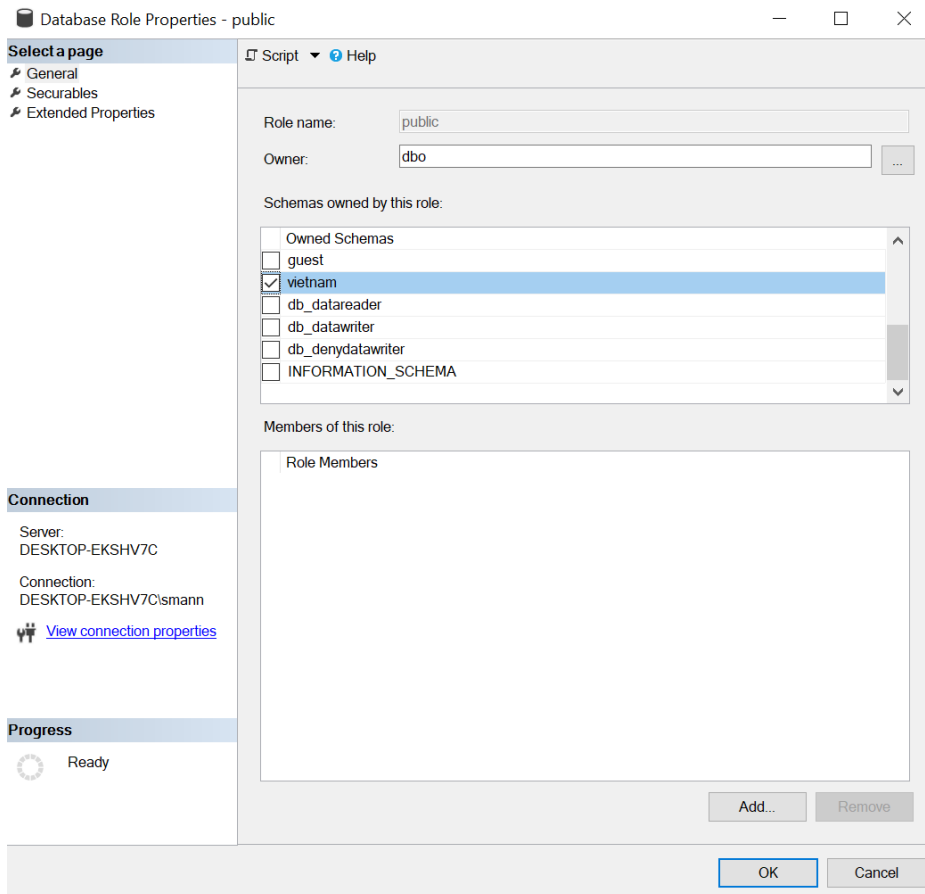 Database Role Properties - public
Select a page
General
Securables
Extended Properties
Script
Help
Role name:
public
Owner:
dbo
...
Schemas owned by this role:
Owned Schemas
guest
vietnam
db_datareader
db_datawriter
db_denydatawriter
INFORMATION_SCHEMA
Members of this role:
Role Members
Connection
Server:
DESKTOP-EKSHV7C
Connection:
DESKTOP-EKSHV7C\smann
View connection properties
Progress
Ready
Add...
Remove
OK
Cancel